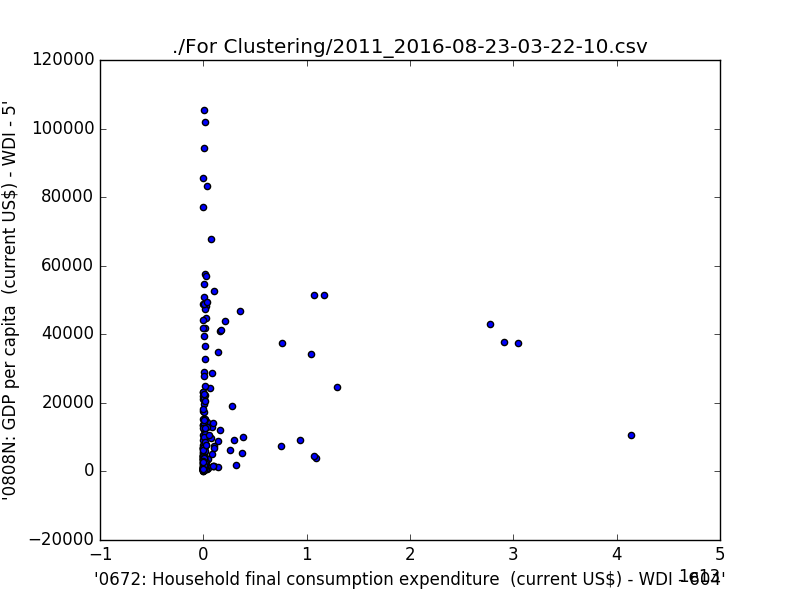 ./For Clustering/2011_2016-08-23-03-22-10.csv
120000
100000
80000
60000
40000
20000
0
−20000
'0808N: GDP per capita (current US$) - WDI - 5'
−1 0 1 2 3 4 5
1e13
'0672: Household final consumption expenditure (current US$) - WDI - 604'